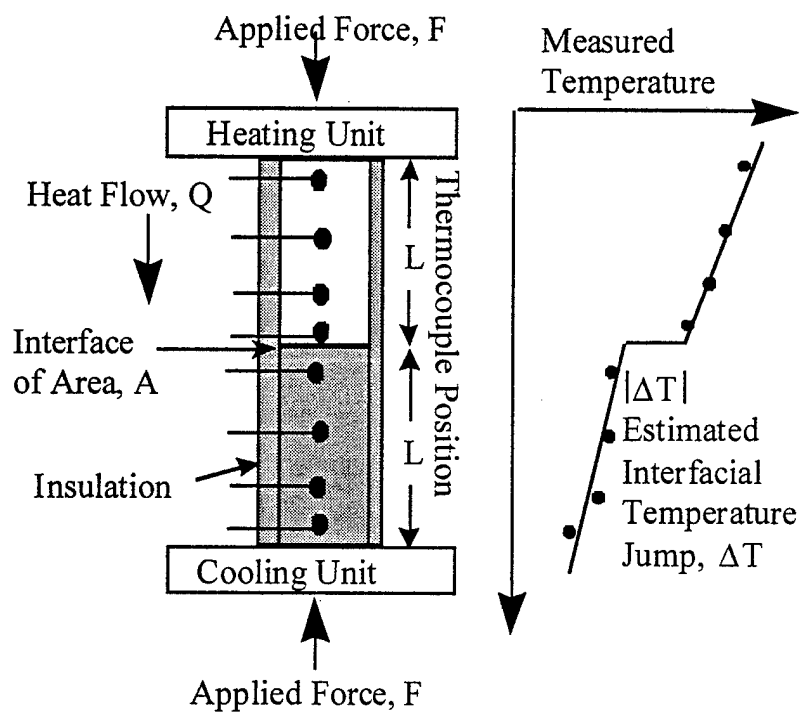 Applied Force, F
Measured
Temperature
Heating Unit
Heat Flow, Q
L
Thermocouple Position
Interface
of Area, A
L
Insulation
|ΔT|
Estimated
Interfacial
Temperature
Jump, ΔT
Cooling Unit
Applied Force, F